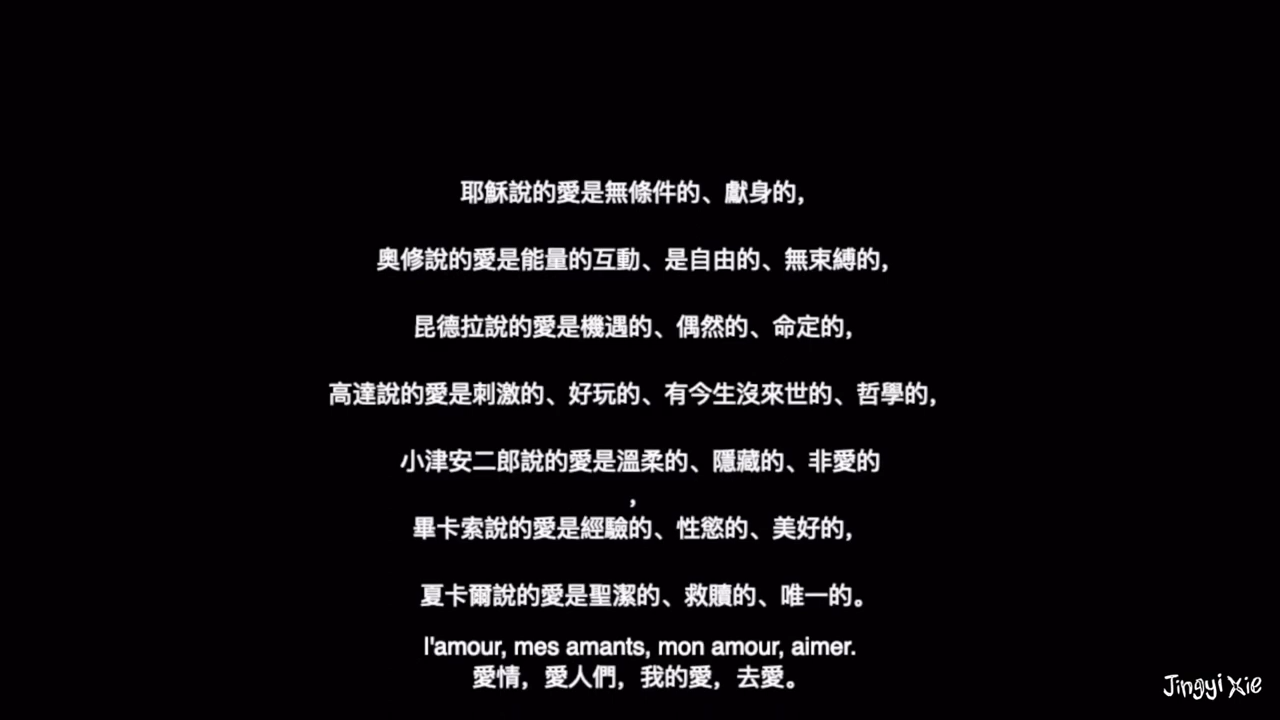 耶穌說的愛是無條件的、獻身的，
奧修說的愛是能量的互動、是自由的、無束縛的，
昆德拉說的愛是機遇的、偶然的、命定的，
高達說的愛是刺激的、好玩的、有今生沒來世的、哲學的，
小津安二郎說的愛是溫柔的、隱藏的、非愛的
，
畢卡索說的愛是經驗的、性慾的、美好的，
夏卡爾說的愛是聖潔的、救贖的、唯一的。
l'amour, mes amants, mon amour, aimer.
愛情，愛人們，我的愛，去愛。
Jingyi Xie